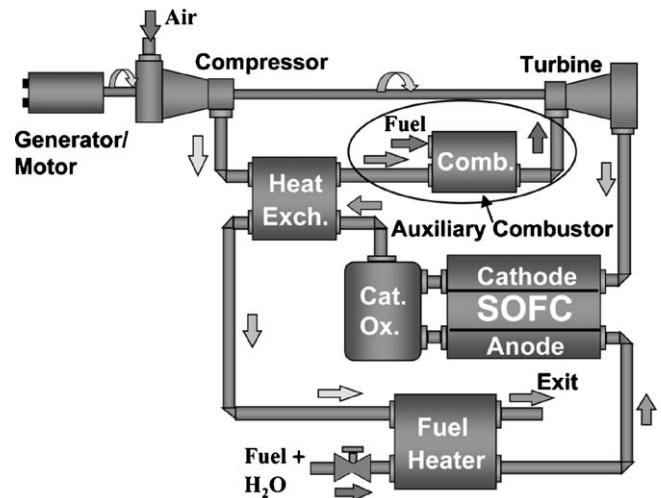 Air
Compressor
Turbine
Generator/
Motor
Fuel
Comb.
Heat
Exch.
Auxiliary Combustor
Cat.
Ox.
Cathode
SOFC
Anode
Exit
Fuel
Heater
Fuel +
H₂O